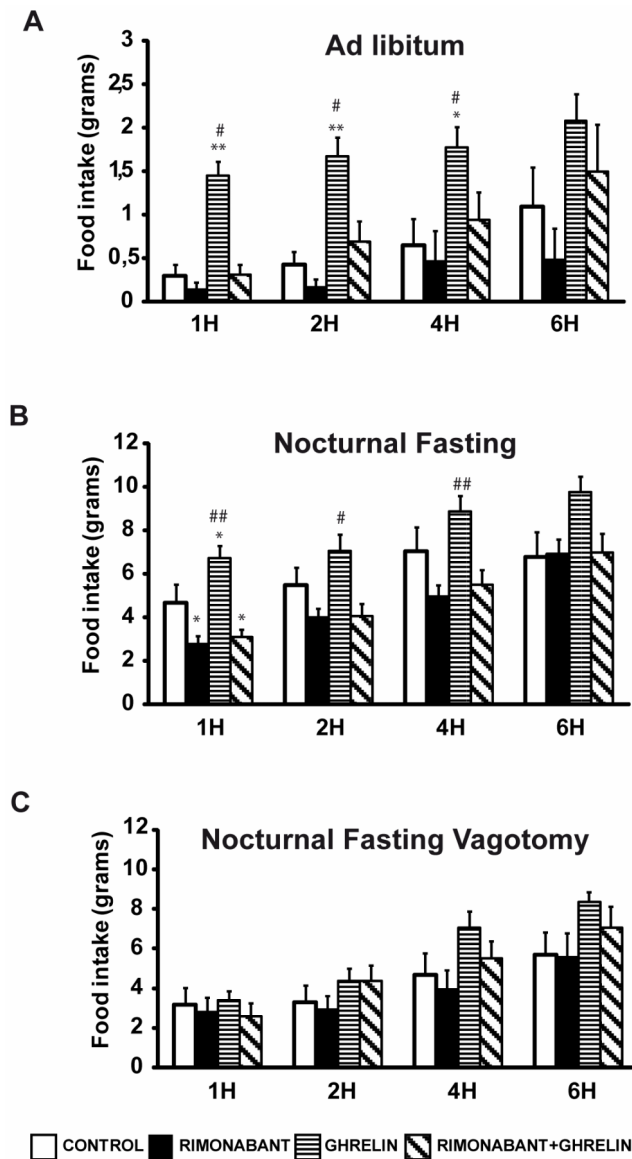 A
Ad libitum
Food intake (grams)
3
2,5
2
1,5
1
0,5
0
#
**
#
**
#
*
1H 2H 4H 6H
B
Nocturnal Fasting
Food intake (grams)
12
10
8
6
4
2
0
##
*
*
*
#
##
1H 2H 4H 6H
C
Nocturnal Fasting Vagotomy
Food intake (grams)
12
10
8
6
4
2
0
1H 2H 4H 6H
CONTROL RIMONABANT GHRELIN RIMONABANT+GHRELIN